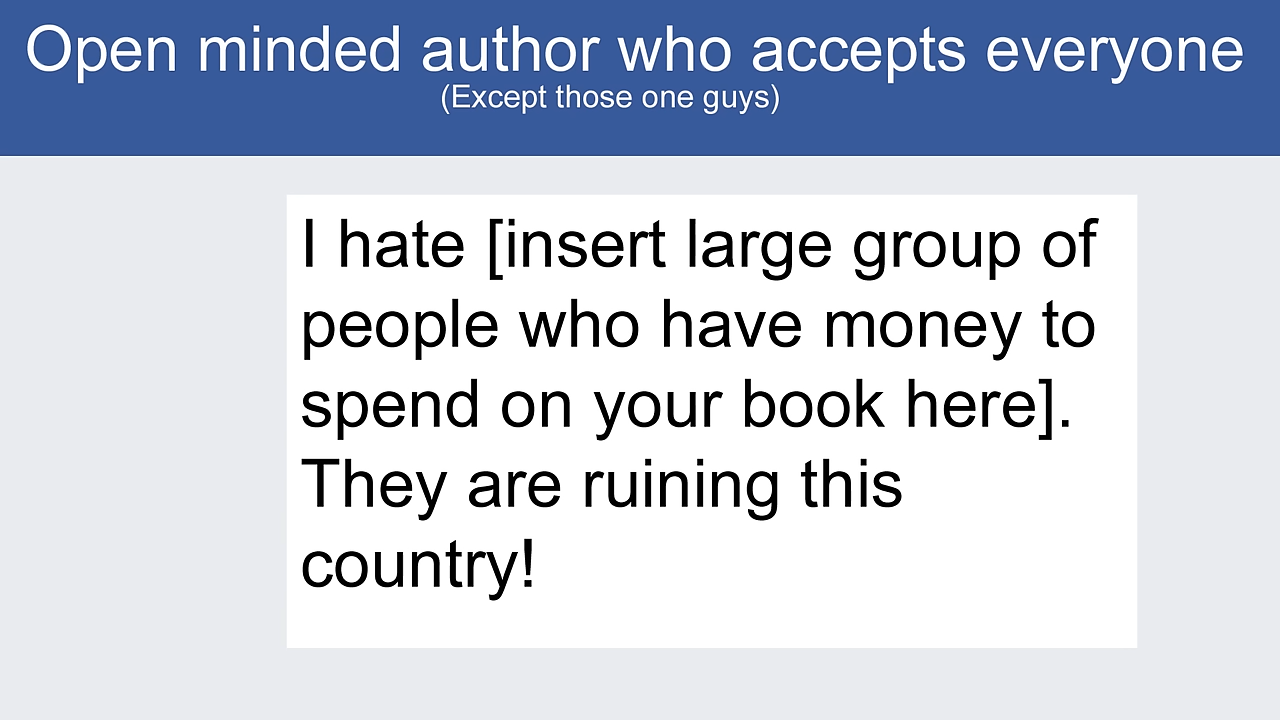 Open minded author who accepts everyone
(Except those one guys)
I hate [insert large group of
people who have money to
spend on your book here].
They are ruining this
country!